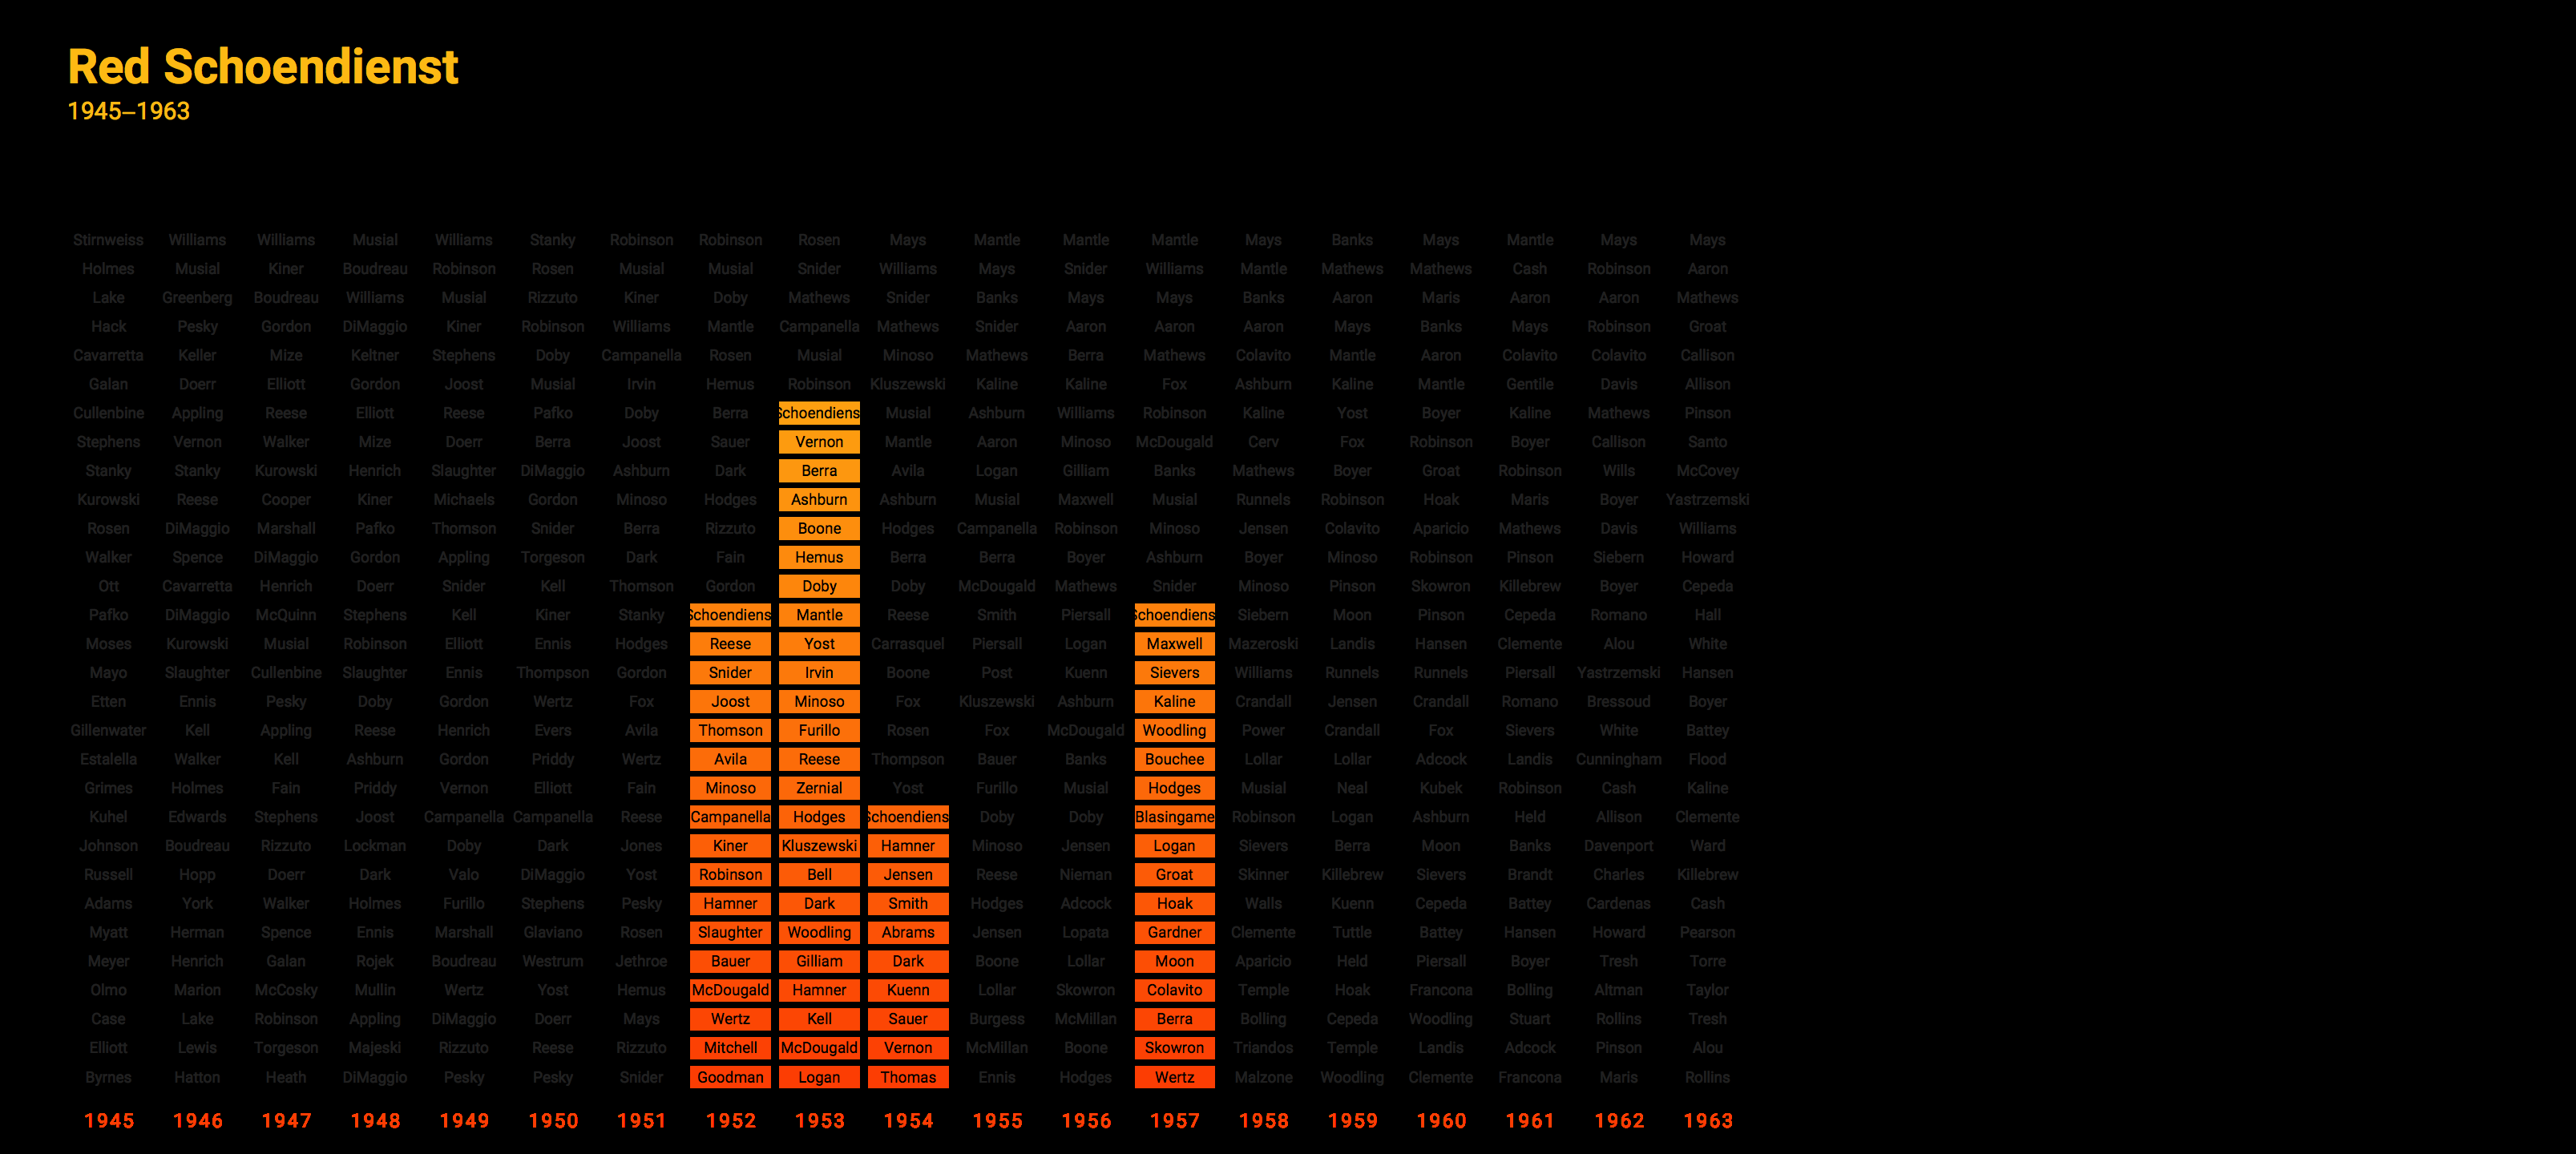 Red Schoendienst
1945–1963
Stirnweiss Williams Williams Musial Williams Stanky Robinson Robinson Rosen Mays Mantle Mantle Mantle Mays Banks Mays Mantle Mays Mays
Holmes Musial Kiner Boudreau Robinson Rosen Musial Musial Snider Williams Mays Snider Williams Mantle Mathews Mathews Cash Robinson Aaron
Lake Greenberg Boudreau Williams Musial Rizzuto Kiner Doby Mathews Snider Banks Mays Mays Banks Aaron Maris Aaron Aaron Mathews
Hack Pesky Gordon DiMaggio Kiner Robinson Williams Mantle Campanella Mathews Snider Aaron Aaron Aaron Mays Banks Mays Robinson Groat
Cavarretta Keller Mize Keltner Stephens Doby Campanella Rosen Musial Minoso Mathews Berra Mathews Colavito Mantle Aaron Colavito Colavito Callison
Galan Doerr Elliott Gordon Joost Musial Irvin Hemus Robinson Kluszewski Kaline Kaline Fox Ashburn Kaline Mantle Gentile Davis Allison
Cullenbine Appling Reese Elliott Reese Pafko Doby Berra Schoendiens Musial Ashburn Williams Robinson Kaline Yost Boyer Kaline Mathews Pinson
Stephens Vernon Walker Mize Doerr Berra Joost Sauer Vernon Mantle Aaron Minoso McDougald Cerv Fox Robinson Boyer Callison Santo
Stanky Stanky Kurowski Henrich Slaughter DiMaggio Ashburn Dark Berra Avila Logan Gilliam Banks Mathews Boyer Groat Robinson Wills McCovey
Kurowski Reese Cooper Kiner Michaels Gordon Minoso Hodges Ashburn Ashburn Musial Maxwell Musial Runnels Robinson Hoak Maris Boyer Yastrzemski
Rosen DiMaggio Marshall Pafko Thomson Snider Berra Rizzuto Boone Hodges Campanella Robinson Minoso Jensen Colavito Aparicio Mathews Davis Williams
Walker Spence DiMaggio Gordon Appling Torgeson Dark Fain Hemus Berra Berra Boyer Ashburn Boyer Minoso Robinson Pinson Siebern Howard
Ott Cavarretta Henrich Doerr Snider Kell Thomson Gordon Doby Doby McDougald Mathews Snider Minoso Pinson Skowron Killebrew Boyer Cepeda
Pafko DiMaggio McQuinn Stephens Kell Kiner Stanky Schoendiens Mantle Reese Smith Piersall Schoendiens Siebern Moon Pinson Cepeda Romano Hall
Moses Kurowski Musial Robinson Elliott Ennis Hodges Reese Yost Carrasquel Piersall Logan Maxwell Mazeroski Landis Hansen Clemente Alou White
Mayo Slaughter Cullenbine Slaughter Ennis Thompson Gordon Snider Irvin Boone Post Kuenn Sievers Williams Runnels Runnels Piersall Yastrzemski Hansen
Etten Ennis Pesky Doby Gordon Wertz Fox Joost Minoso Fox Kluszewski Ashburn Kaline Crandall Jensen Crandall Romano Bressoud Boyer
Gillenwater Kell Appling Reese Henrich Evers Avila Thomson Furillo Rosen Fox McDougald Woodling Power Crandall Fox Sievers White Battey
Estalella Walker Kell Ashburn Gordon Priddy Wertz Avila Reese Thompson Bauer Banks Bouchee Lollar Lollar Adcock Landis Cunningham Flood
Grimes Holmes Fain Priddy Vernon Elliott Fain Minoso Zernial Yost Furillo Musial Hodges Musial Neal Kubek Robinson Cash Kaline
Kuhel Edwards Stephens Joost Campanella Campanella Reese Campanella Hodges Schoendiens Doby Doby Blasingame Robinson Logan Ashburn Held Allison Clemente
Johnson Boudreau Rizzuto Lockman Doby Dark Jones Kiner Kluszewski Hamner Minoso Jensen Logan Sievers Berra Moon Banks Davenport Ward
Russell Hopp Doerr Dark Valo DiMaggio Yost Robinson Bell Jensen Reese Nieman Groat Skinner Killebrew Sievers Brandt Charles Killebrew
Adams York Walker Holmes Furillo Stephens Pesky Hamner Dark Smith Hodges Adcock Hoak Walls Kuenn Cepeda Battey Cardenas Cash
Myatt Herman Spence Ennis Marshall Glaviano Rosen Slaughter Woodling Abrams Jensen Lopata Gardner Clemente Tuttle Battey Hansen Howard Pearson
Meyer Henrich Galan Rojek Boudreau Westrum Jethroe Bauer Gilliam Dark Boone Lollar Moon Aparicio Held Piersall Boyer Tresh Torre
Olmo Marion McCosky Mullin Wertz Yost Hemus McDougald Hamner Kuenn Lollar Skowron Colavito Temple Hoak Francona Bolling Altman Taylor
Case Lake Robinson Appling DiMaggio Doerr Mays Wertz Kell Sauer Burgess McMillan Berra Bolling Cepeda Woodling Stuart Rollins Tresh
Elliott Lewis Torgeson Majeski Rizzuto Reese Rizzuto Mitchell McDougald Vernon McMillan Boone Skowron Triandos Temple Landis Adcock Pinson Alou
Byrnes Hatton Heath DiMaggio Pesky Pesky Snider Goodman Logan Thomas Ennis Hodges Wertz Malzone Woodling Clemente Francona Maris Rollins
1945 1946 1947 1948 1949 1950 1951 1952 1953 1954 1955 1956 1957 1958 1959 1960 1961 1962 1963